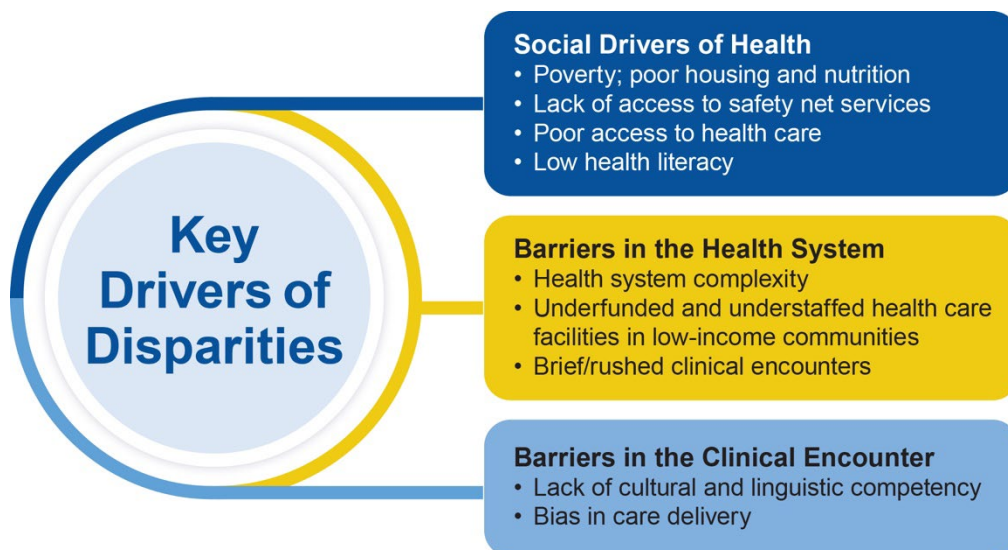 Key
Drivers of
Disparities
Social Drivers of Health
• Poverty; poor housing and nutrition
• Lack of access to safety net services
• Poor access to health care
• Low health literacy
Barriers in the Health System
• Health system complexity
• Underfunded and understaffed health care
facilities in low-income communities
• Brief/rushed clinical encounters
Barriers in the Clinical Encounter
• Lack of cultural and linguistic competency
• Bias in care delivery